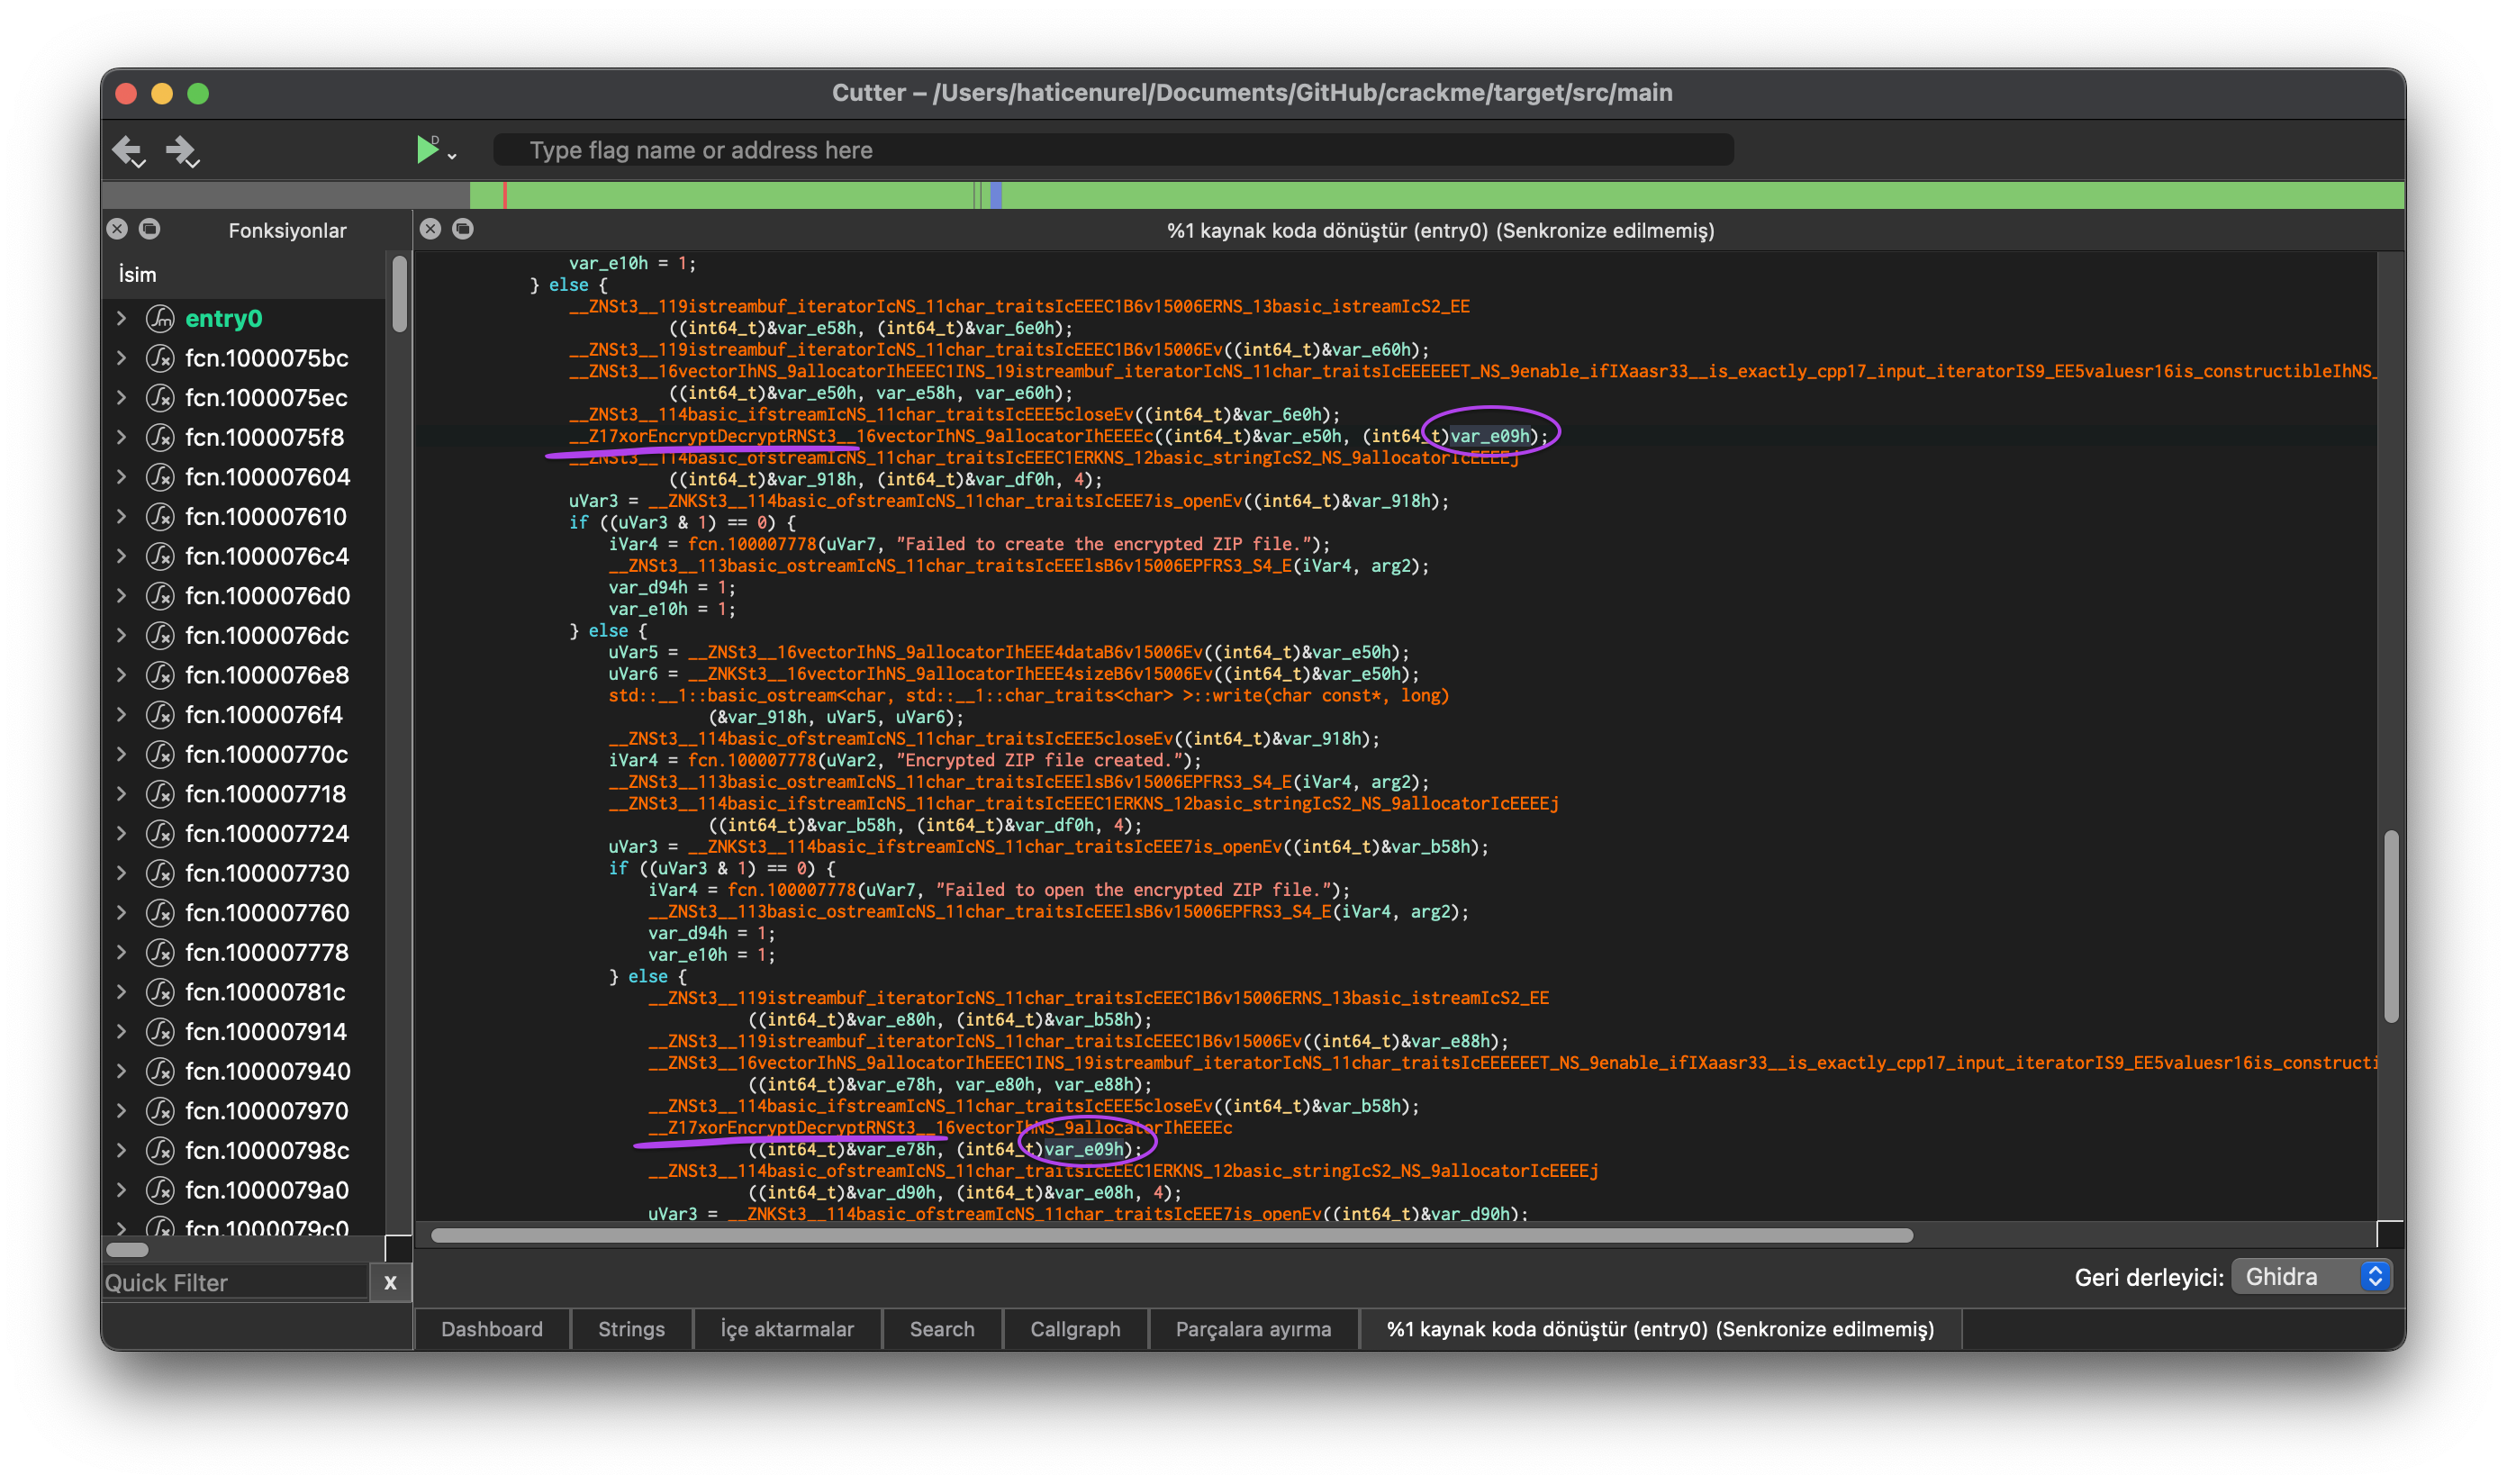 Cutter – /Users/haticenurel/Documents/GitHub/crackme/target/src/main
D
Type flag name or address here
Fonksiyonlar
İsim
entry0
fcn.1000075bc
fcn.1000075ec
fcn.1000075f8
fcn.100007604
fcn.100007610
fcn.1000076c4
fcn.1000076d0
fcn.1000076dc
fcn.1000076e8
fcn.1000076f4
fcn.10000770c
fcn.100007718
fcn.100007724
fcn.100007730
fcn.100007760
fcn.100007778
fcn.10000781c
fcn.100007914
fcn.100007940
fcn.100007970
fcn.10000798c
fcn.1000079a0
fcn.1000079c0
Quick Filter
X
%1 kaynak koda dönüştür (entry0) (Senkronize edilmemiş)
var_e10h = 1;
} else {
__ZNSt3__119istreambuf_iteratorIcNS_11char_traitsIcEEEC1B6v15006ERNS_13basic_istreamIcS2_EE
((int64_t)&var_e58h, (int64_t)&var_6e0h);
__ZNSt3__119istreambuf_iteratorIcNS_11char_traitsIcEEEC1B6v15006Ev((int64_t)&var_e60h);
__ZNSt3__16vectorIhNS_9allocatorIhEEEC1INS_19istreambuf_iteratorIcNS_11char_traitsIcEEEEEET_NS_9enable_ifIXaasr33__is_exactly_cpp17_input_iteratorIS9_EE5valuesr16is_constructibleIhNS_
((int64_t)&var_e50h, var_e58h, var_e60h);
__ZNSt3__114basic_ifstreamIcNS_11char_traitsIcEEE5closeEv((int64_t)&var_6e0h);
__Z17xorEncryptDecryptRNSt3__16vectorIhNS_9allocatorIhEEEEc((int64_t)&var_e50h, (int64_t)var_e09h);
__ZNSt3__114basic_ofstreamIcNS_11char_traitsIcEEEC1ERKNS_12basic_stringIcS2_NS_9allocatorIcEEEEj
((int64_t)&var_918h, (int64_t)&var_df0h, 4);
uVar3 = __ZNKSt3__114basic_ofstreamIcNS_11char_traitsIcEEE7is_openEv((int64_t)&var_918h);
if ((uVar3 & 1) == 0) {
iVar4 = fcn.100007778(uVar7, "Failed to create the encrypted ZIP file.");
__ZNSt3__113basic_ostreamIcNS_11char_traitsIcEEElsB6v15006EPFRS3_S4_E(iVar4, arg2);
var_d94h = 1;
var_e10h = 1;
} else {
uVar5 = __ZNSt3__16vectorIhNS_9allocatorIhEEE4dataB6v15006Ev((int64_t)&var_e50h);
uVar6 = __ZNKSt3__16vectorIhNS_9allocatorIhEEE4sizeB6v15006Ev((int64_t)&var_e50h);
std::__1::basic_ostream<char, std::__1::char_traits<char> >::write(char const*, long)
(&var_918h, uVar5, uVar6);
__ZNSt3__114basic_ofstreamIcNS_11char_traitsIcEEE5closeEv((int64_t)&var_918h);
iVar4 = fcn.100007778(uVar2, "Encrypted ZIP file created.");
__ZNSt3__113basic_ostreamIcNS_11char_traitsIcEEElsB6v15006EPFRS3_S4_E(iVar4, arg2);
__ZNSt3__114basic_ifstreamIcNS_11char_traitsIcEEEC1ERKNS_12basic_stringIcS2_NS_9allocatorIcEEEEj
((int64_t)&var_b58h, (int64_t)&var_df0h, 4);
uVar3 = __ZNKSt3__114basic_ifstreamIcNS_11char_traitsIcEEE7is_openEv((int64_t)&var_b58h);
if ((uVar3 & 1) == 0) {
iVar4 = fcn.100007778(uVar7, "Failed to open the encrypted ZIP file.");
__ZNSt3__113basic_ostreamIcNS_11char_traitsIcEEElsB6v15006EPFRS3_S4_E(iVar4, arg2);
var_d94h = 1;
var_e10h = 1;
} else {
__ZNSt3__119istreambuf_iteratorIcNS_11char_traitsIcEEEC1B6v15006ERNS_13basic_istreamIcS2_EE
((int64_t)&var_e80h, (int64_t)&var_b58h);
__ZNSt3__119istreambuf_iteratorIcNS_11char_traitsIcEEEC1B6v15006Ev((int64_t)&var_e88h);
__ZNSt3__16vectorIhNS_9allocatorIhEEEC1INS_19istreambuf_iteratorIcNS_11char_traitsIcEEEEEET_NS_9enable_ifIXaasr33__is_exactly_cpp17_input_iteratorIS9_EE5valuesr16is_constructi
((int64_t)&var_e78h, var_e80h, var_e88h);
__ZNSt3__114basic_ifstreamIcNS_11char_traitsIcEEE5closeEv((int64_t)&var_b58h);
__Z17xorEncryptDecryptRNSt3__16vectorIhNS_9allocatorIhEEEEc
((int64_t)&var_e78h, (int64_t)var_e09h);
__ZNSt3__114basic_ofstreamIcNS_11char_traitsIcEEEC1ERKNS_12basic_stringIcS2_NS_9allocatorIcEEEEj
((int64_t)&var_d90h, (int64_t)&var_e08h, 4);
uVar3 = __ZNKSt3__114basic_ofstreamIcNS_11char_traitsIcEEE7is_openEv((int64_t)&var_d90h);
Geri derleyici: Ghidra
Dashboard
Strings
İçe aktarmalar
Search
Callgraph
Parçalara ayırma
%1 kaynak koda dönüştür (entry0) (Senkronize edilmemiş)